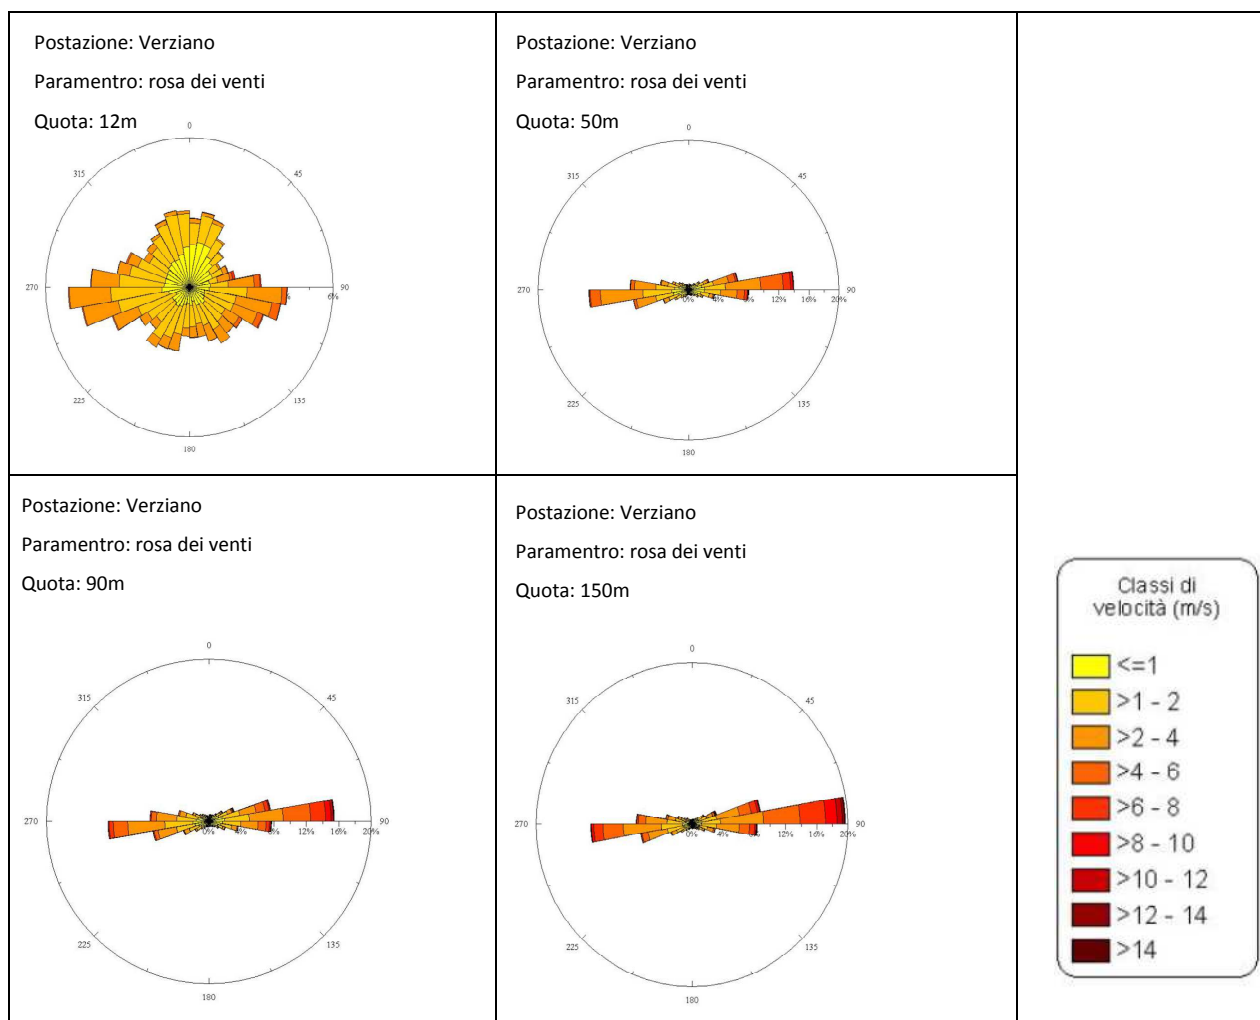 Postazione: Verziano
Paramentro: rosa dei venti
Quota: 12m
0
45
90
135
180
225
270
315
6%
Postazione: Verziano
Paramentro: rosa dei venti
Quota: 50m
0
45
90
135
180
225
270
315
0%
4%
8%
12%
16%
20%
Postazione: Verziano
Paramentro: rosa dei venti
Quota: 90m
0
45
90
135
180
225
270
315
0%
4%
8%
12%
16%
20%
Postazione: Verziano
Paramentro: rosa dei venti
Quota: 150m
0
45
90
135
180
225
270
315
0%
4%
8%
12%
16%
20%
Classi di
velocità (m/s)
<=1
>1 - 2
>2 - 4
>4 - 6
>6 - 8
>8 - 10
>10 - 12
>12 - 14
>14